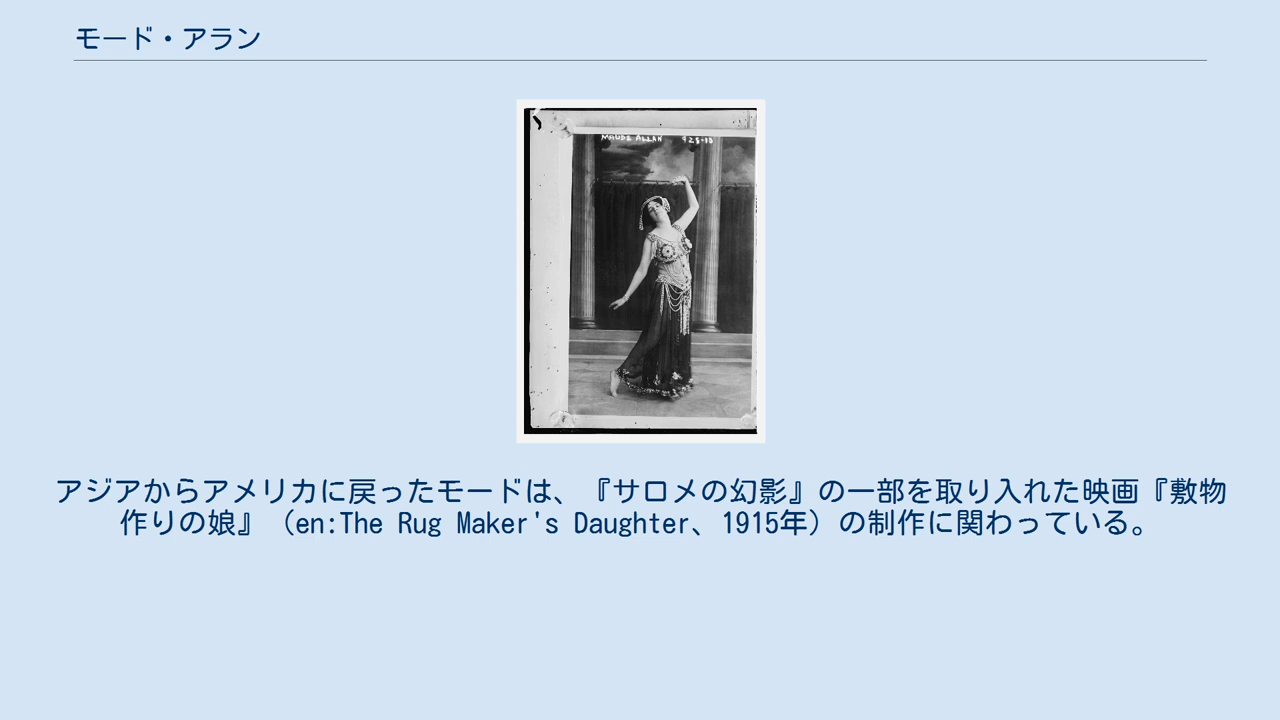 モード・アラン
MAUDE ALLAN 925-10
アジアからアメリカに戻ったモードは、『サロメの幻影』の一部を取り入れた映画『敷物
作りの娘』（en:The Rug Maker's Daughter、1915年）の制作に関わっている。